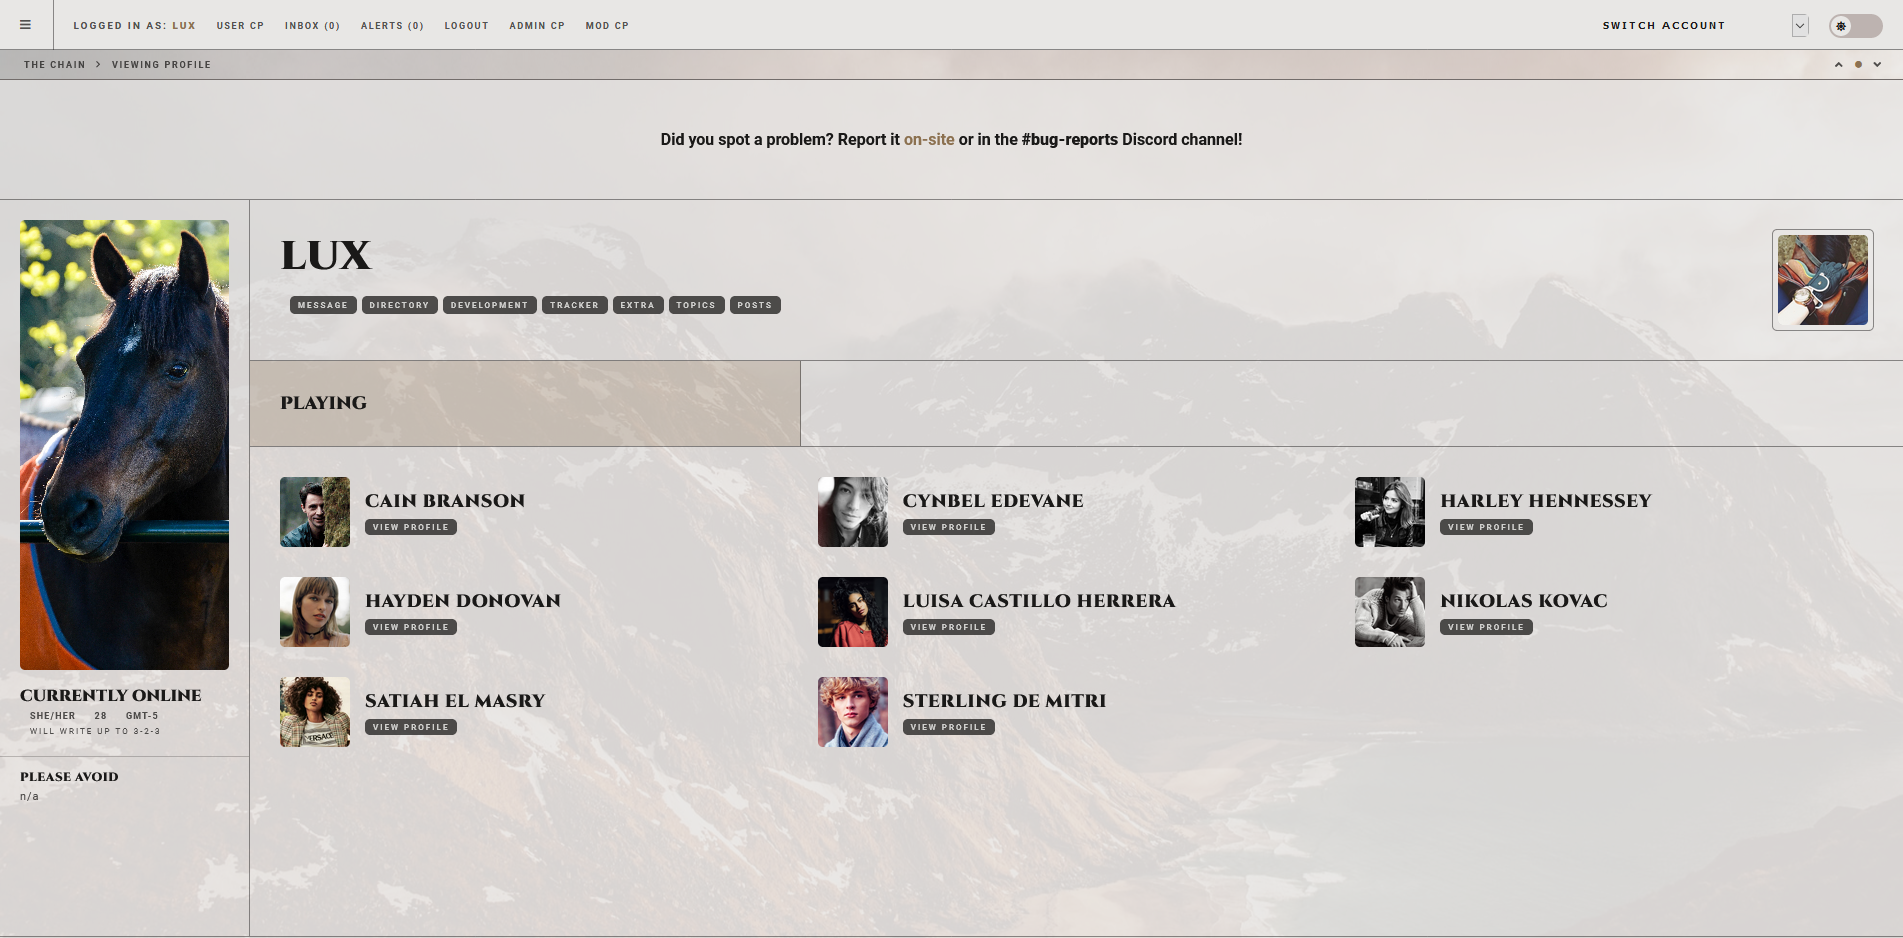 LOGGED IN AS: LUX USER CP INBOX (0) ALERTS (0) LOGOUT ADMIN CP MOD CP SWITCH ACCOUNT
THE CHAIN > VIEWING PROFILE
Did you spot a problem? Report it on-site or in the #bug-reports Discord channel!
LUX
MESSAGE DIRECTORY DEVELOPMENT TRACKER EXTRA TOPICS POSTS
PLAYING
CAIN BRANSON
VIEW PROFILE
CYNBEL EDEVANE
VIEW PROFILE
HARLEY HENNESSEY
VIEW PROFILE
HAYDEN DONOVAN
VIEW PROFILE
LUISA CASTILLO HERRERA
VIEW PROFILE
NIKOLAS KOVAC
VIEW PROFILE
SATIAH EL MASRY
VIEW PROFILE
STERLING DE MITRI
VIEW PROFILE
CURRENTLY ONLINE
SHE/HER 28 GMT-5
WILL WRITE UP TO 3-2-3
PLEASE AVOID
n/a